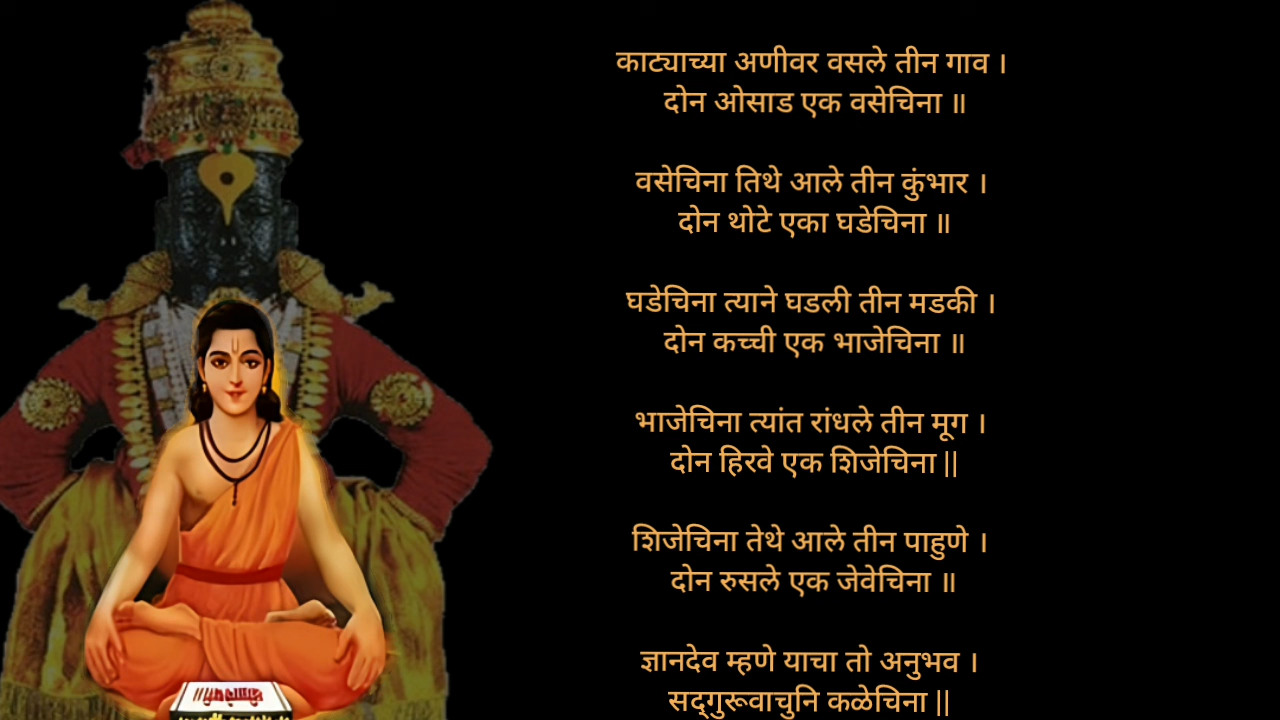 काट्याच्या अणीवर वसले तीन गाव ।
दोन ओसाड एक वसेचिना ॥
वसेचिना तिथे आले तीन कुंभार ।
दोन थोटे एका घडेचिना ॥
घडेचिना त्याने घडली तीन मडकी ।
दोन कच्ची एक भाजेचिना ॥
भाजेचिना त्यांत रांधले तीन मूग ।
दोन हिरवे एक शिजेचिना ||
शिजेचिना तेथे आले तीन पाहुणे ।
दोन रुसले एक जेवेचिना ॥
ज्ञानदेव म्हणे याचा तो अनुभव ।
सद्‌गुरूवाचुनि कळेचिना ||